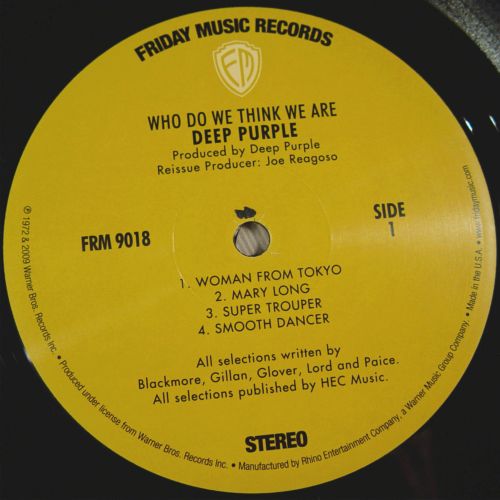 FRIDAY MUSIC RECORDS
FM
WHO DO WE THINK WE ARE
DEEP PURPLE
Produced by Deep Purple
Reissue Producer: Joe Reagoso
FRM 9018
SIDE
1
1. WOMAN FROM TOKYO
2. MARY LONG
3. SUPER TROUPER
4. SMOOTH DANCER
All selections written by
Blackmore, Gillan, Glover, Lord and Paice.
All selections published by HEC Music.
STEREO
℗ 1972 & 2009 Warner Bros. Records Inc. • Produced under license from Warner Bros. Records Inc. • Manufactured by Rhino Entertainment Company, a Warner Music Group Company. • Made in the U.S.A. • www.fridaymusic.com